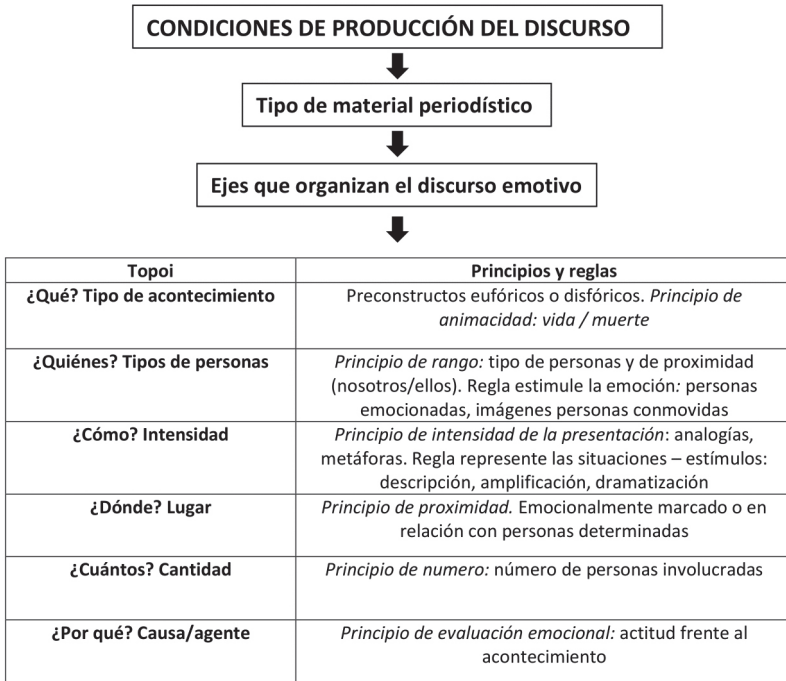 CONDICIONES DE PRODUCCIÓN DEL DISCURSO
Tipo de material periodístico
Ejes que organizan el discurso emotivo
Topoi
Principios y reglas
¿Qué? Tipo de acontecimiento
Preconstructos eufóricos o disfóricos. Principio de
animacidad: vida / muerte
¿Quiénes? Tipos de personas
Principio de rango: tipo de personas y de proximidad
(nosotros/ellos). Regla estimule la emoción: personas
emocionadas, imágenes personas conmovidas
¿Cómo? Intensidad
Principio de intensidad de la presentación: analogías,
metáforas. Regla represente las situaciones – estímulos:
descripción, amplificación, dramatización
¿Dónde? Lugar
Principio de proximidad. Emocionalmente marcado o en
relación con personas determinadas
¿Cuántos? Cantidad
Principio de numero: número de personas involucradas
¿Por qué? Causa/agente
Principio de evaluación emocional: actitud frente al
acontecimiento